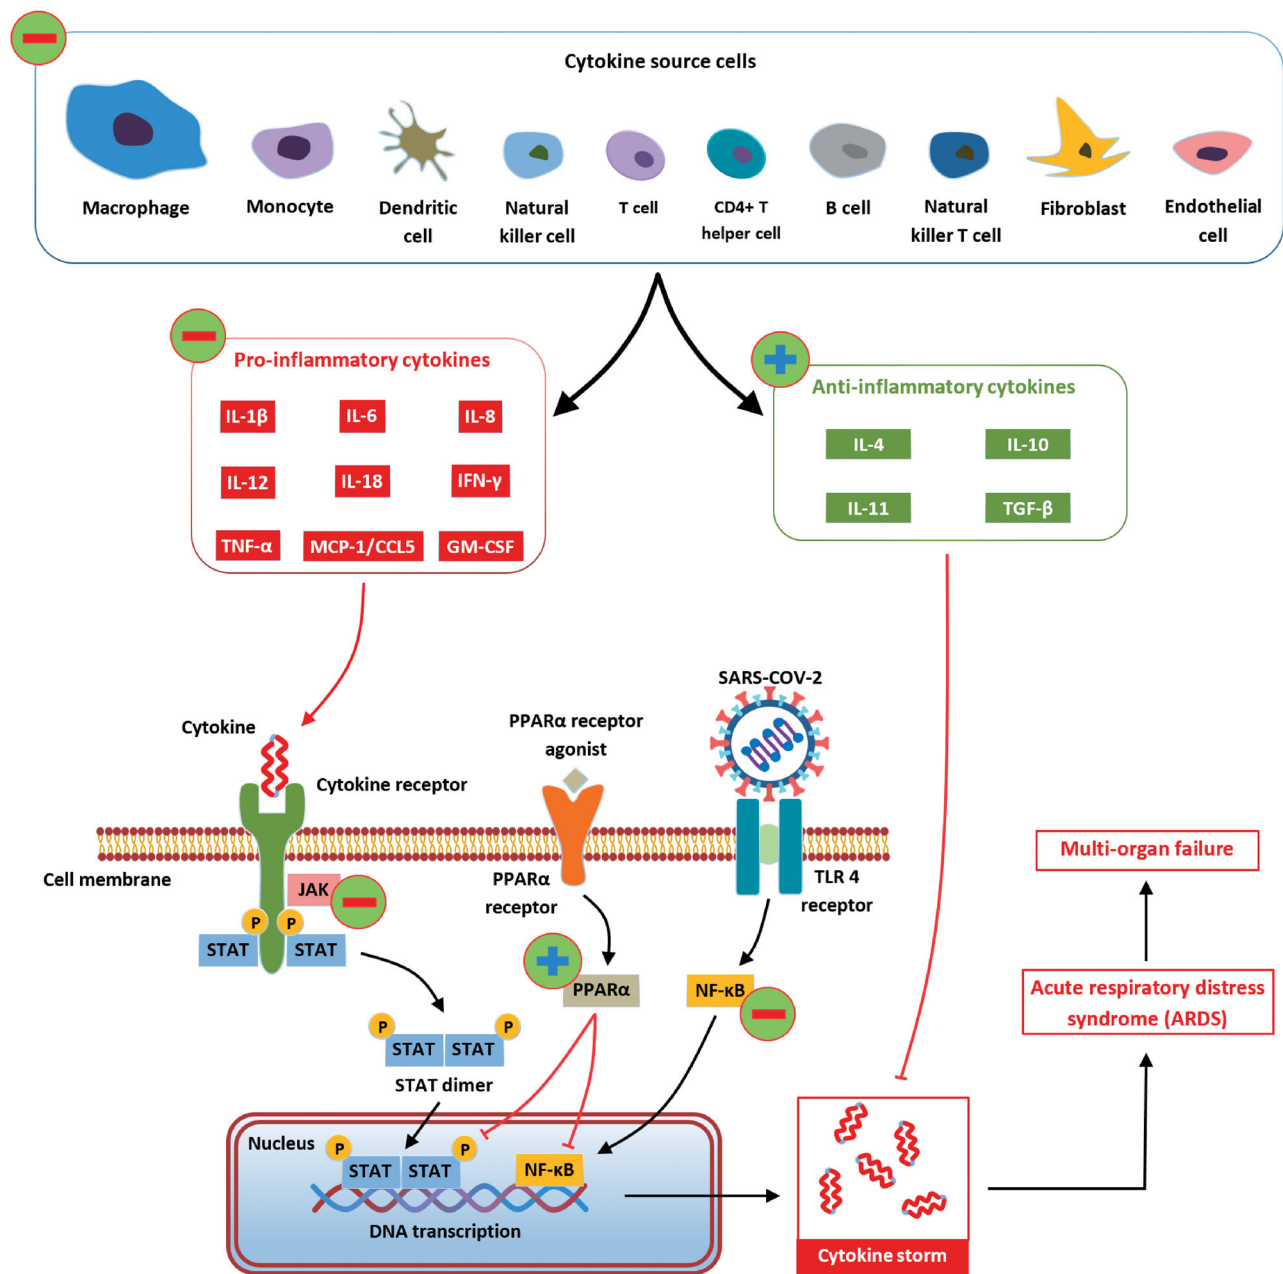 Cytokine source cells
Macrophage
Monocyte
Dendritic
cell
Natural
killer cell
T cell
CD4+ T
helper cell
B cell
Natural
killer T cell
Fibroblast
Endothelial
cell
Pro-inflammatory cytokines
IL-1β
IL-6
IL-8
IL-12
IL-18
IFN-γ
TNF-α
MCP-1/CCL5
GM-CSF
Anti-inflammatory cytokines
IL-4
IL-10
IL-11
TGF-β
SARS-COV-2
Cytokine
PPARα receptor
agonist
Cytokine receptor
Cell membrane
JAK
PPARα
receptor
TLR 4
receptor
P
P
STAT
STAT
PPARα
NF-κB
P
P
STAT
STAT
STAT dimer
Nucleus
P
P
STAT
STAT
NF-κB
DNA transcription
Cytokine storm
Multi-organ failure
Acute respiratory distress
syndrome (ARDS)